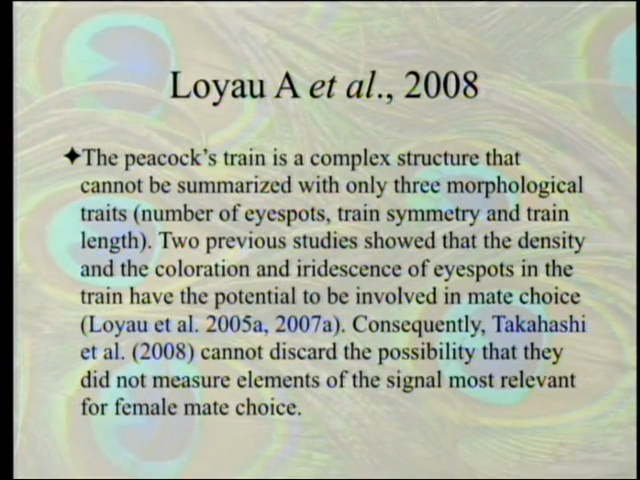 Loyau A et al., 2008
✦The peacock's train is a complex structure that
cannot be summarized with only three morphological
traits (number of eyespots, train symmetry and train
length). Two previous studies showed that the density
and the coloration and iridescence of eyespots in the
train have the potential to be involved in mate choice
(Loyau et al. 2005a, 2007a). Consequently, Takahashi
et al. (2008) cannot discard the possibility that they
did not measure elements of the signal most relevant
for female mate choice.